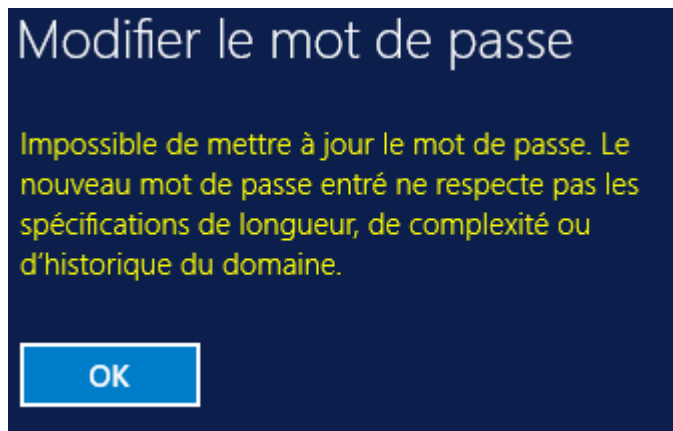 Modifier le mot de passe
Impossible de mettre à jour le mot de passe. Le
nouveau mot de passe entré ne respecte pas les
spécifications de longueur, de complexité ou
d'historique du domaine.
OK